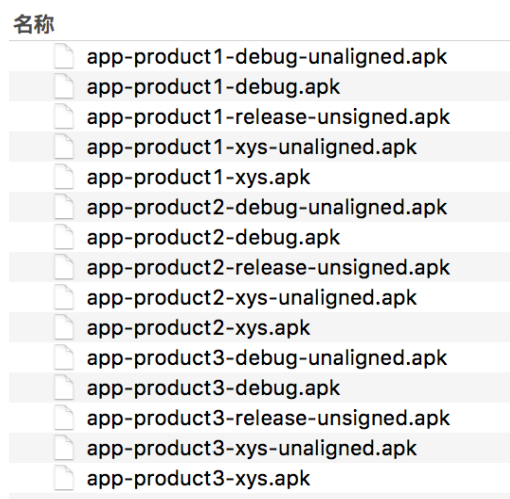 名称
app-product1-debug-unaligned.apk
app-product1-debug.apk
app-product1-release-unsigned.apk
app-product1-xys-unaligned.apk
app-product1-xys.apk
app-product2-debug-unaligned.apk
app-product2-debug.apk
app-product2-release-unsigned.apk
app-product2-xys-unaligned.apk
app-product2-xys.apk
app-product3-debug-unaligned.apk
app-product3-debug.apk
app-product3-release-unsigned.apk
app-product3-xys-unaligned.apk
app-product3-xys.apk